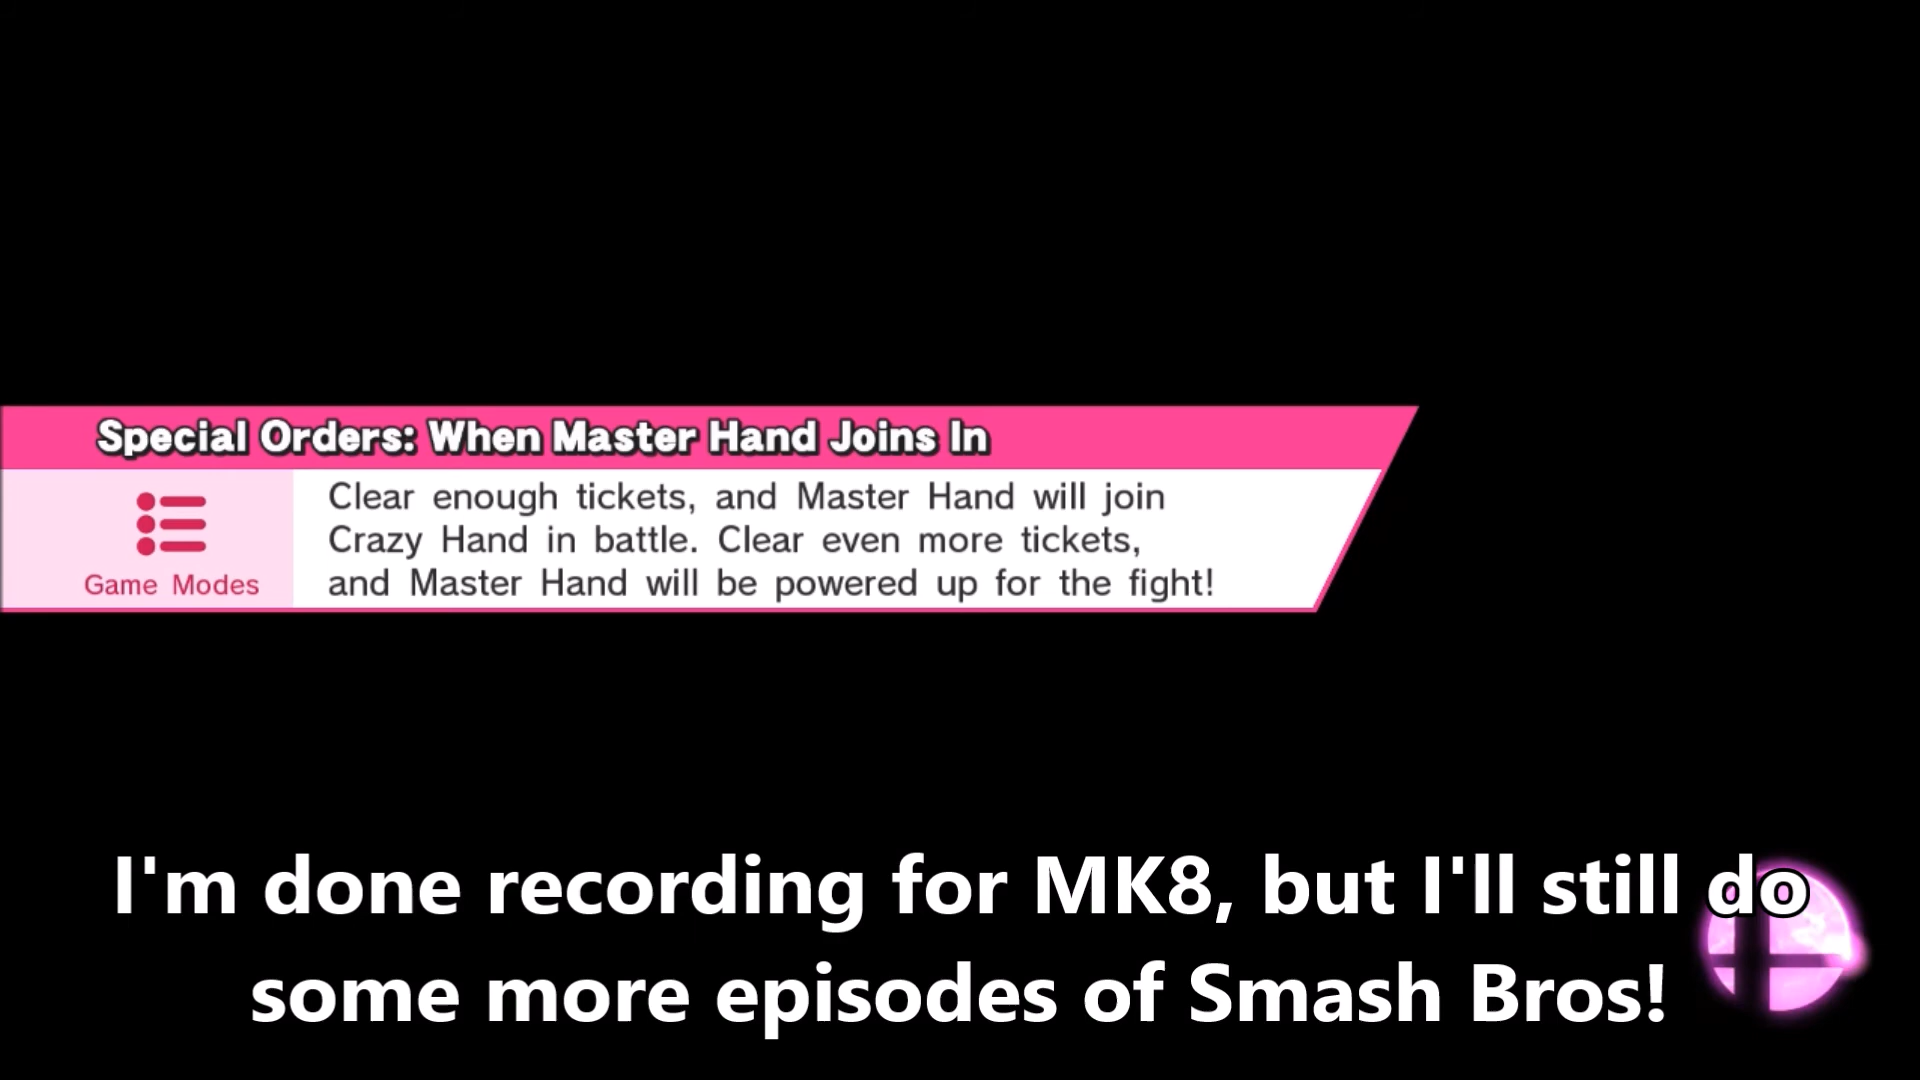 Special Orders: When Master Hand Joins In
Clear enough tickets, and Master Hand will join
Crazy Hand in battle. Clear even more tickets,
and Master Hand will be powered up for the fight!
Game Modes
I'm done recording for MK8, but I'll still do
some more episodes of Smash Bros!